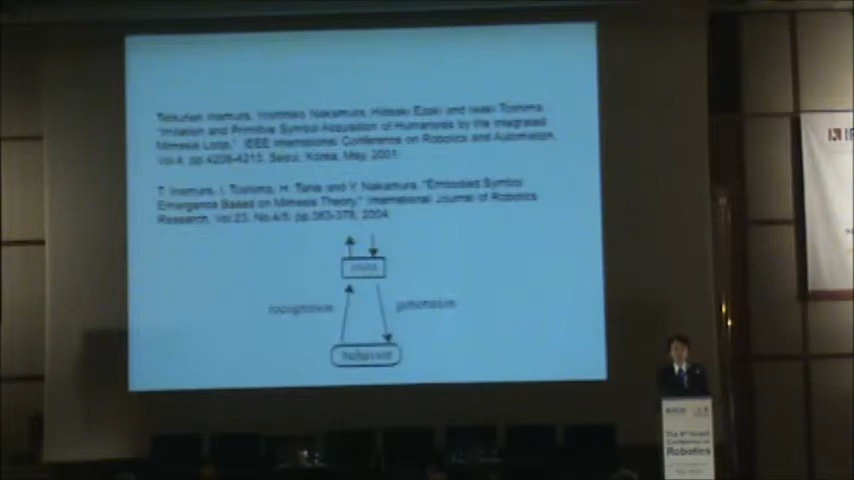 Tetsunari Inamura, Yoshihiko Nakamura, Hideaki Ezaki and Iwaki Toshima,
"Imitation and Primitive Symbol Acquisition of Humanoids by the Integrated
Mimesis Loop," IEEE International Conference on Robotics and Automation,
Vol.4, pp.4208-4213, Seoul, Korea, May, 2001.
T. Inamura, I. Toshima, H. Tanie and Y. Nakamura, "Embodied Symbol
Emergence Based on Mimesis Theory," International Journal of Robotics
Research, Vol.23, No.4/5, pp.363-378, 2004.
recognition
generation
behavior
Conference on
Robotics